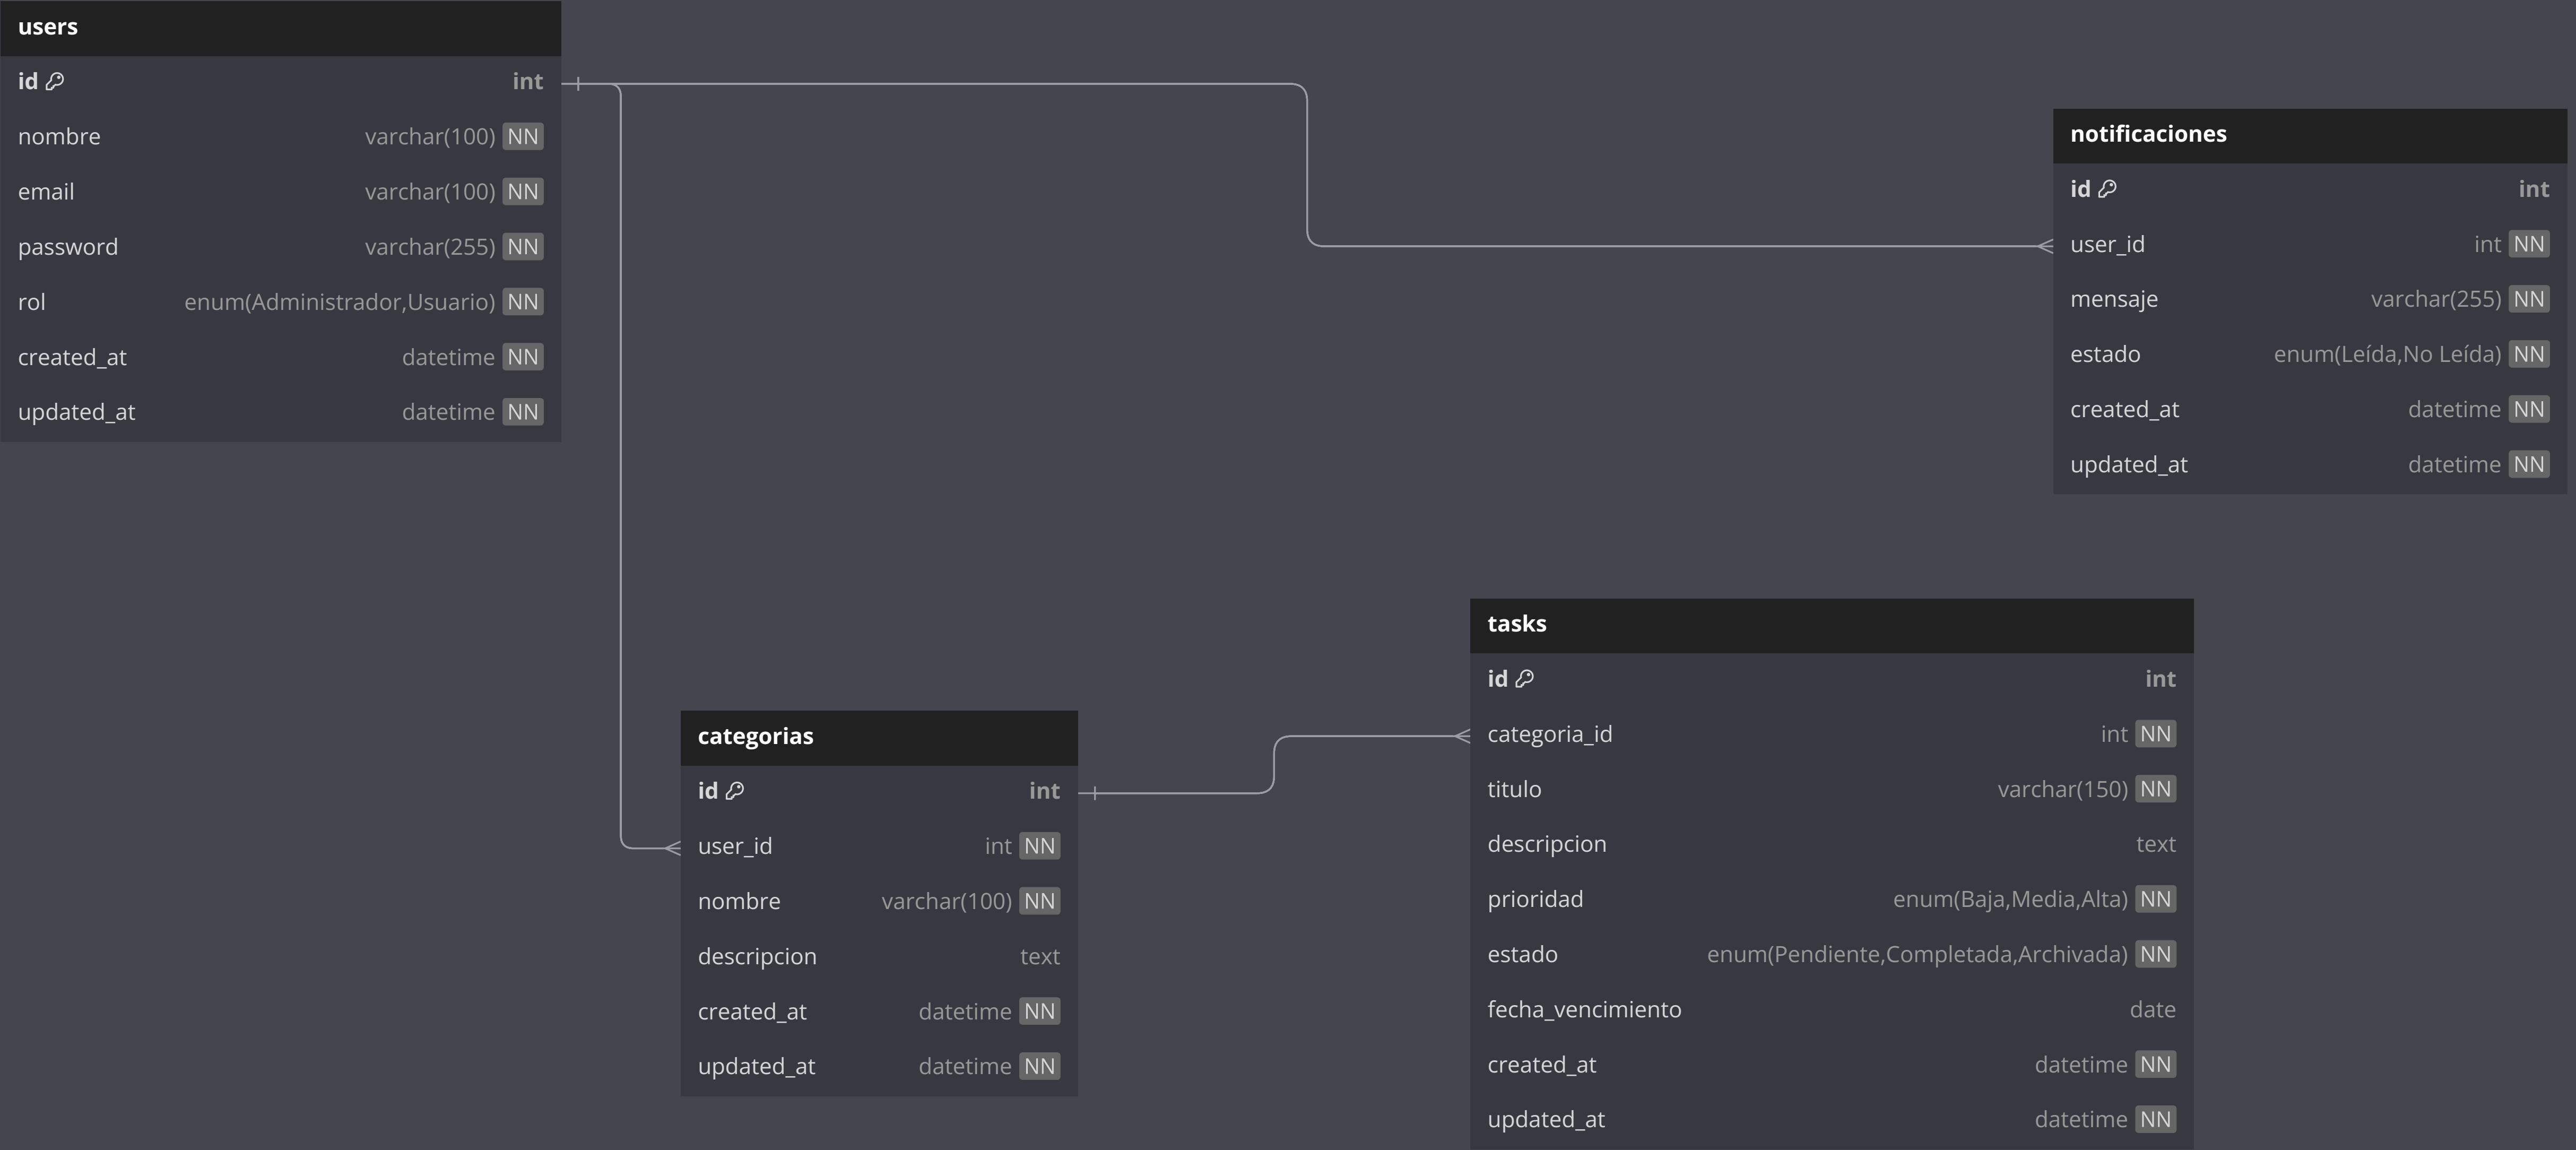 users
id int
nombre varchar(100) NN
email varchar(100) NN
password varchar(255) NN
rol enum(Administrador,Usuario) NN
created_at datetime NN
updated_at datetime NN
notificaciones
id int
user_id int NN
mensaje varchar(255) NN
estado enum(Leída,No Leída) NN
created_at datetime NN
updated_at datetime NN
categorias
id int
user_id int NN
nombre varchar(100) NN
descripcion text
created_at datetime NN
updated_at datetime NN
tasks
id int
categoria_id int NN
titulo varchar(150) NN
descripcion text
prioridad enum(Baja,Media,Alta) NN
estado enum(Pendiente,Completada,Archivada) NN
fecha_vencimiento date
created_at datetime NN
updated_at datetime NN